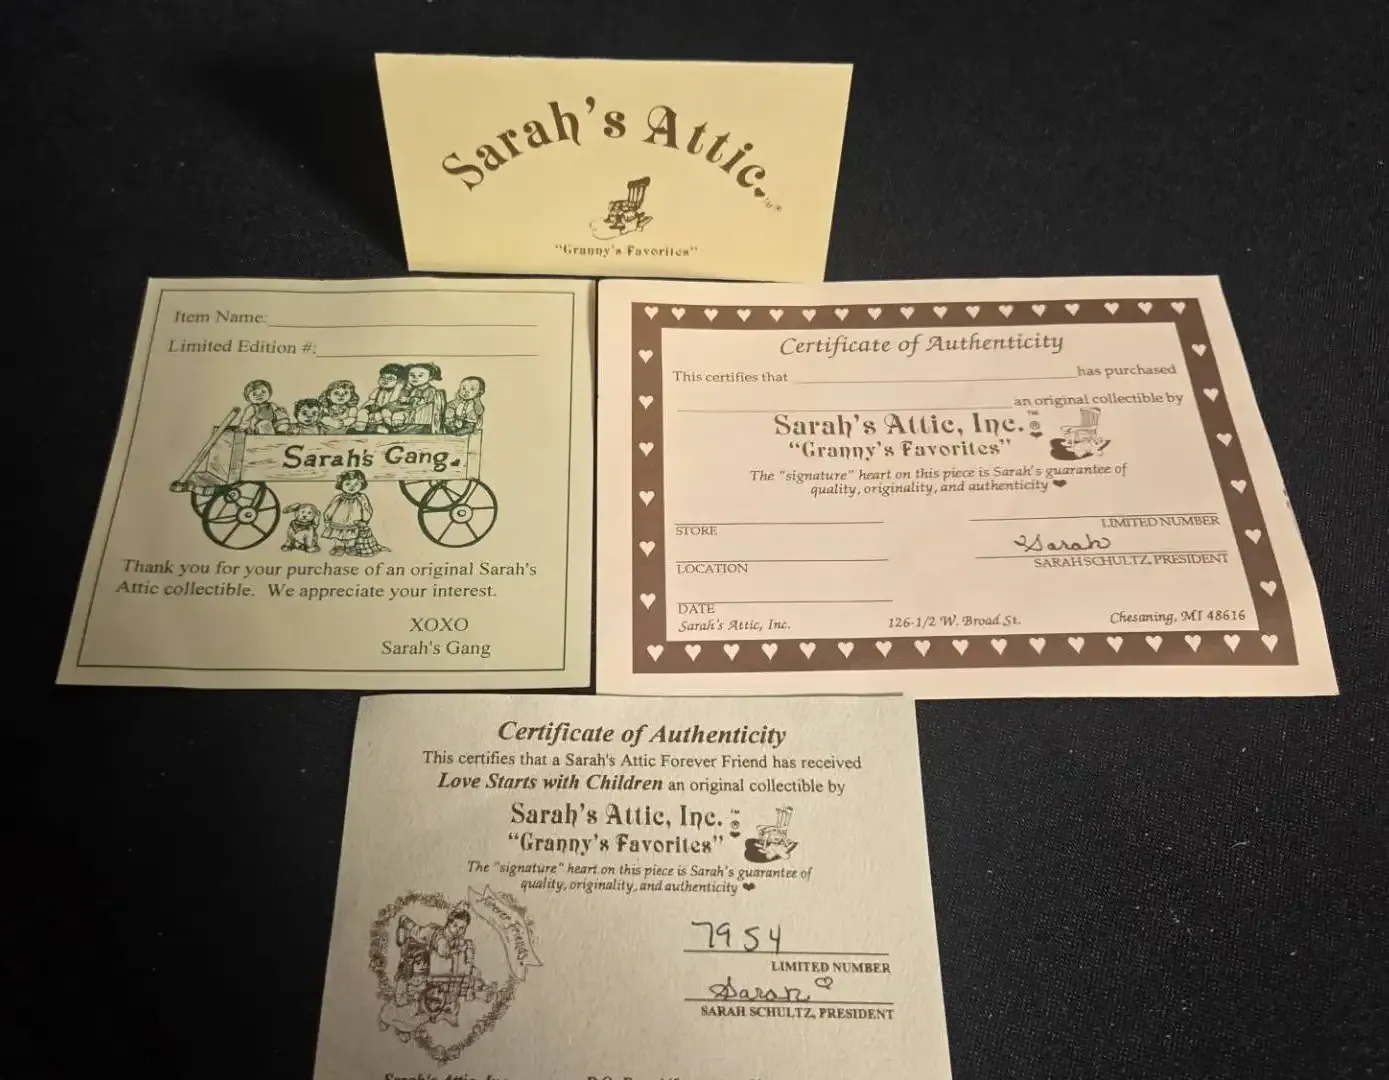 Sarah's Attic.
"Granny's Favorites"
Item Name:
Limited Edition #:
Sarah's Gang
Thank you for your purchase of an original Sarah's
Attic collectible. We appreciate your interest.
XOXO
Sarah's Gang
Certificate of Authenticity
This certifies that has purchased
an original collectible by
Sarah's Attic, Inc.™®
"Granny's Favorites"
The "signature" heart on this piece is Sarah's guarantee of
quality, originality, and authenticity ❤
STORE
LIMITED NUMBER
Sarah
LOCATION
SARAH SCHULTZ, PRESIDENT
DATE
Sarah's Attic, Inc. 126-1/2 W. Broad St. Chesaning, MI 48616
Certificate of Authenticity
This certifies that a Sarah's Attic Forever Friend has received
Love Starts with Children an original collectible by
Sarah's Attic, Inc.™®
"Granny's Favorites"
The "signature" heart on this piece is Sarah's guarantee of
quality, originality, and authenticity ❤
Forever Friends
7954
LIMITED NUMBER
Sarah
SARAH SCHULTZ, PRESIDENT